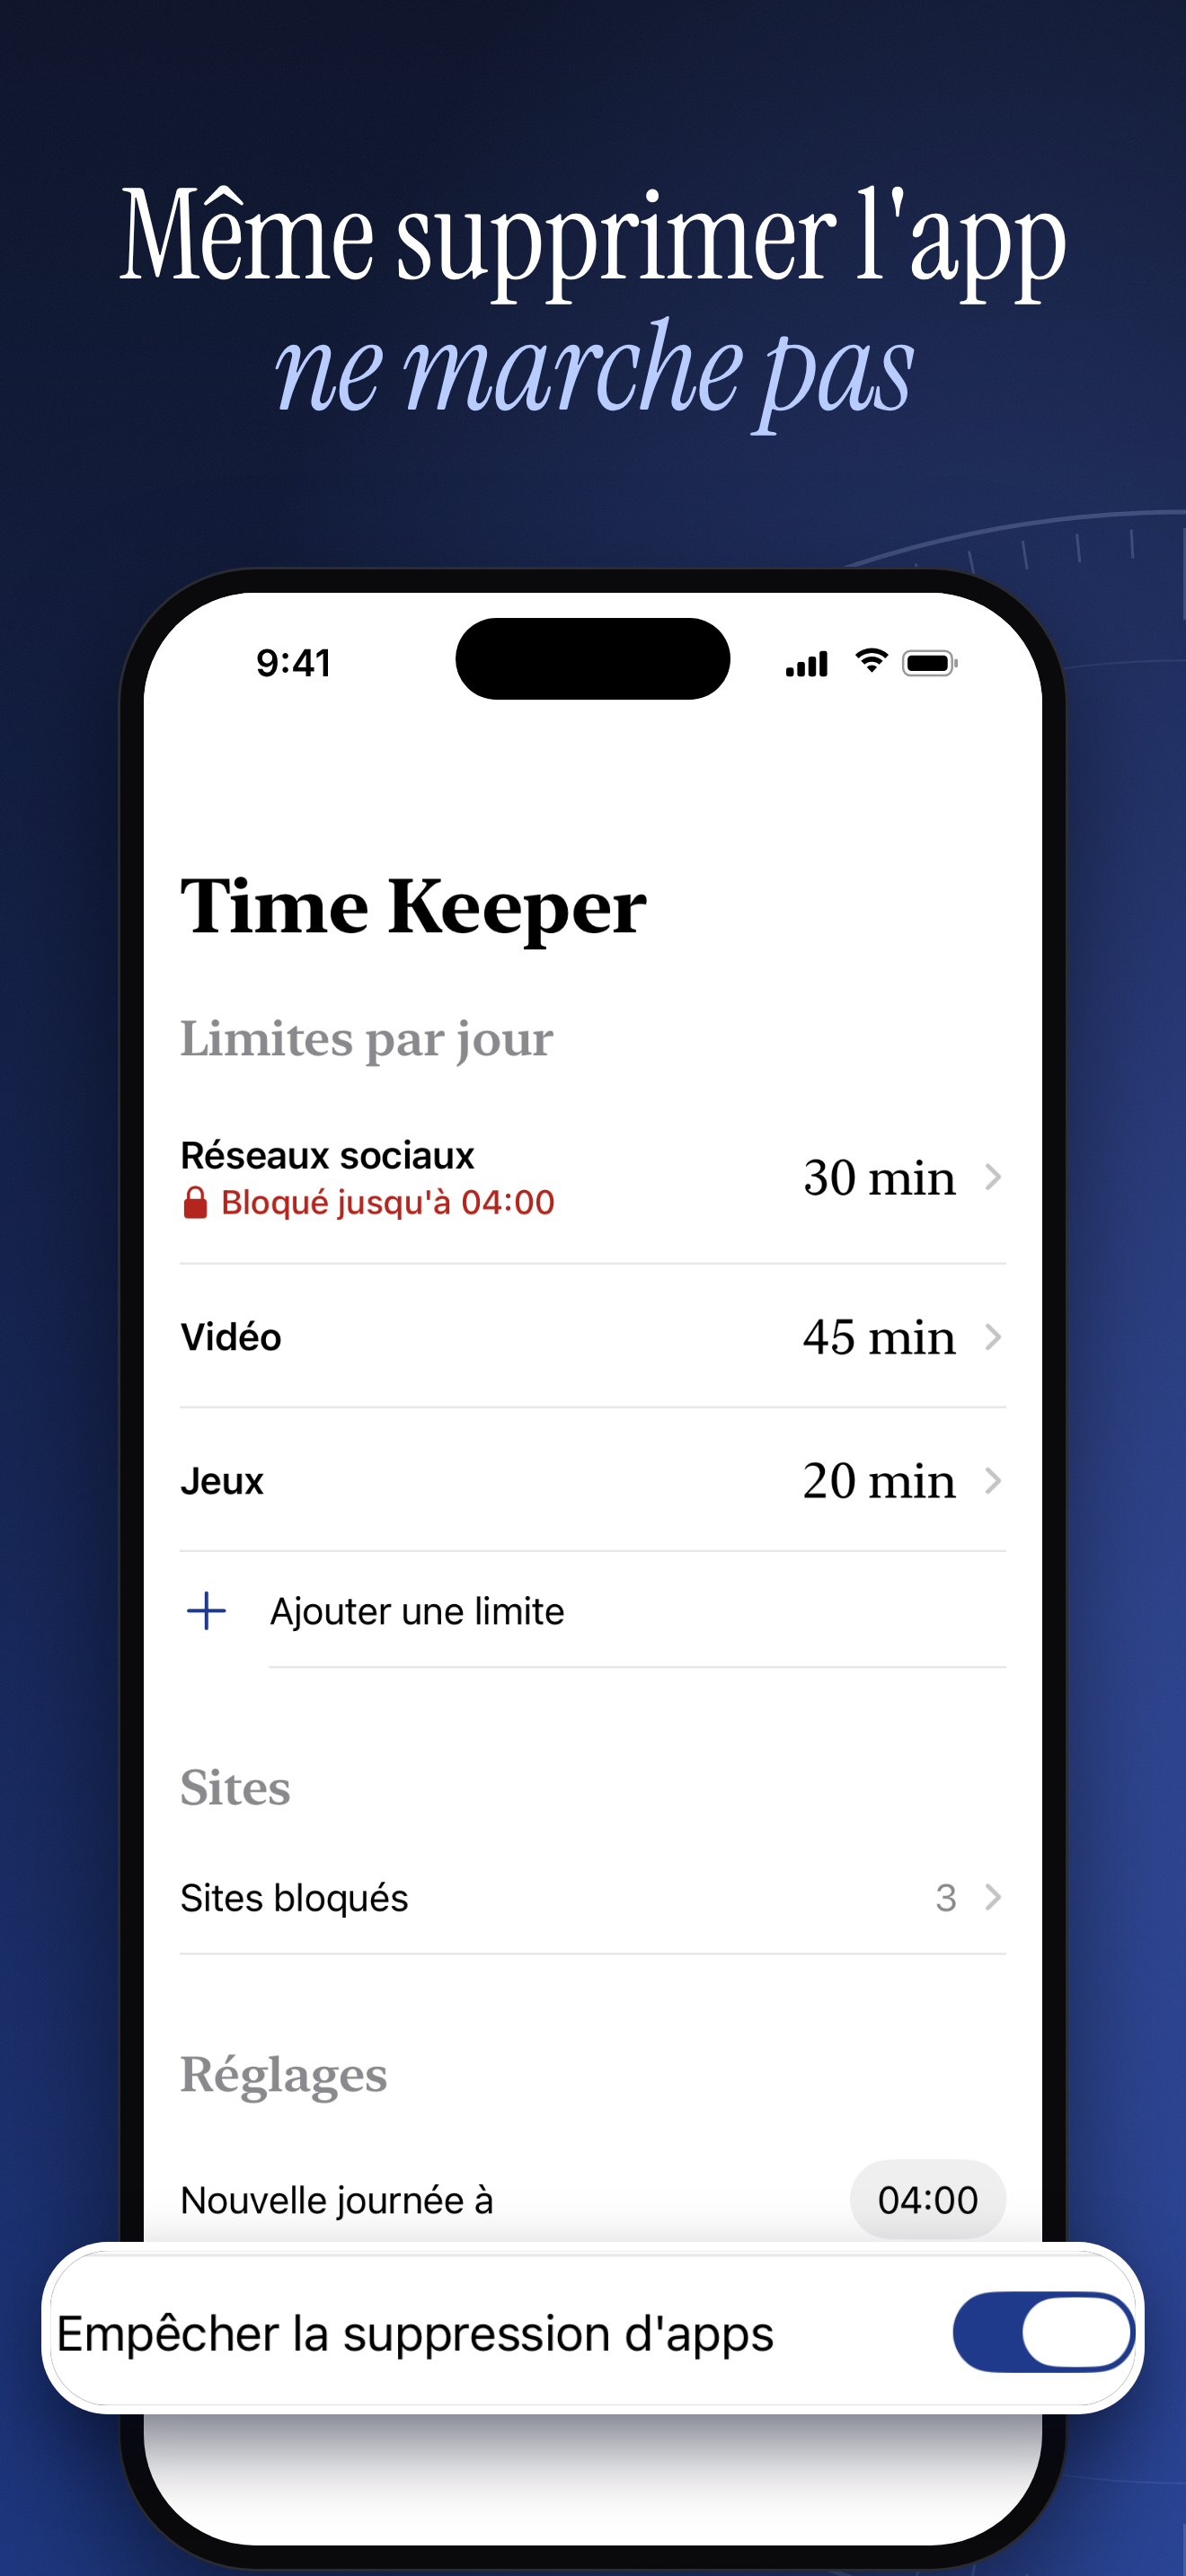 Même supprimer l'app
ne marche pas
9:41
Time Keeper
Limites par jour
Réseaux sociaux
Bloqué jusqu'à 04:00
30 min
Vidéo
45 min
Jeux
20 min
Ajouter une limite
Sites
Sites bloqués
3
Réglages
Nouvelle journée à
04:00
Empêcher la suppression d'apps